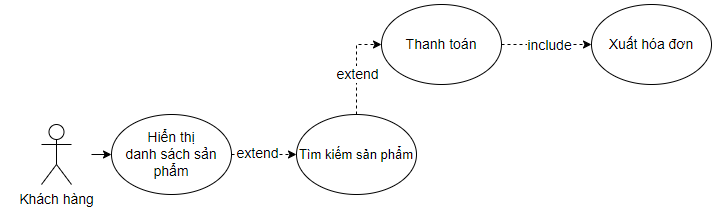 Thanh toán
include
Xuất hóa đơn
extend
Hiển thị
danh sách sản
phẩm
extend
Tìm kiếm sản phẩm
Khách hàng